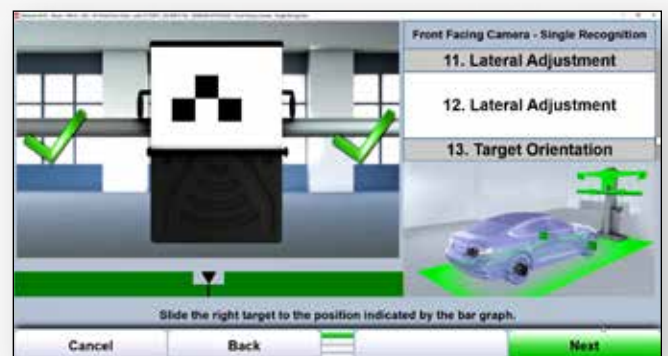 Front Facing Camera - Single Recognition
11. Lateral Adjustment
12. Lateral Adjustment
13. Target Orientation
Slide the right target to the position indicated by the bar graph.
Cancel
Back
Next